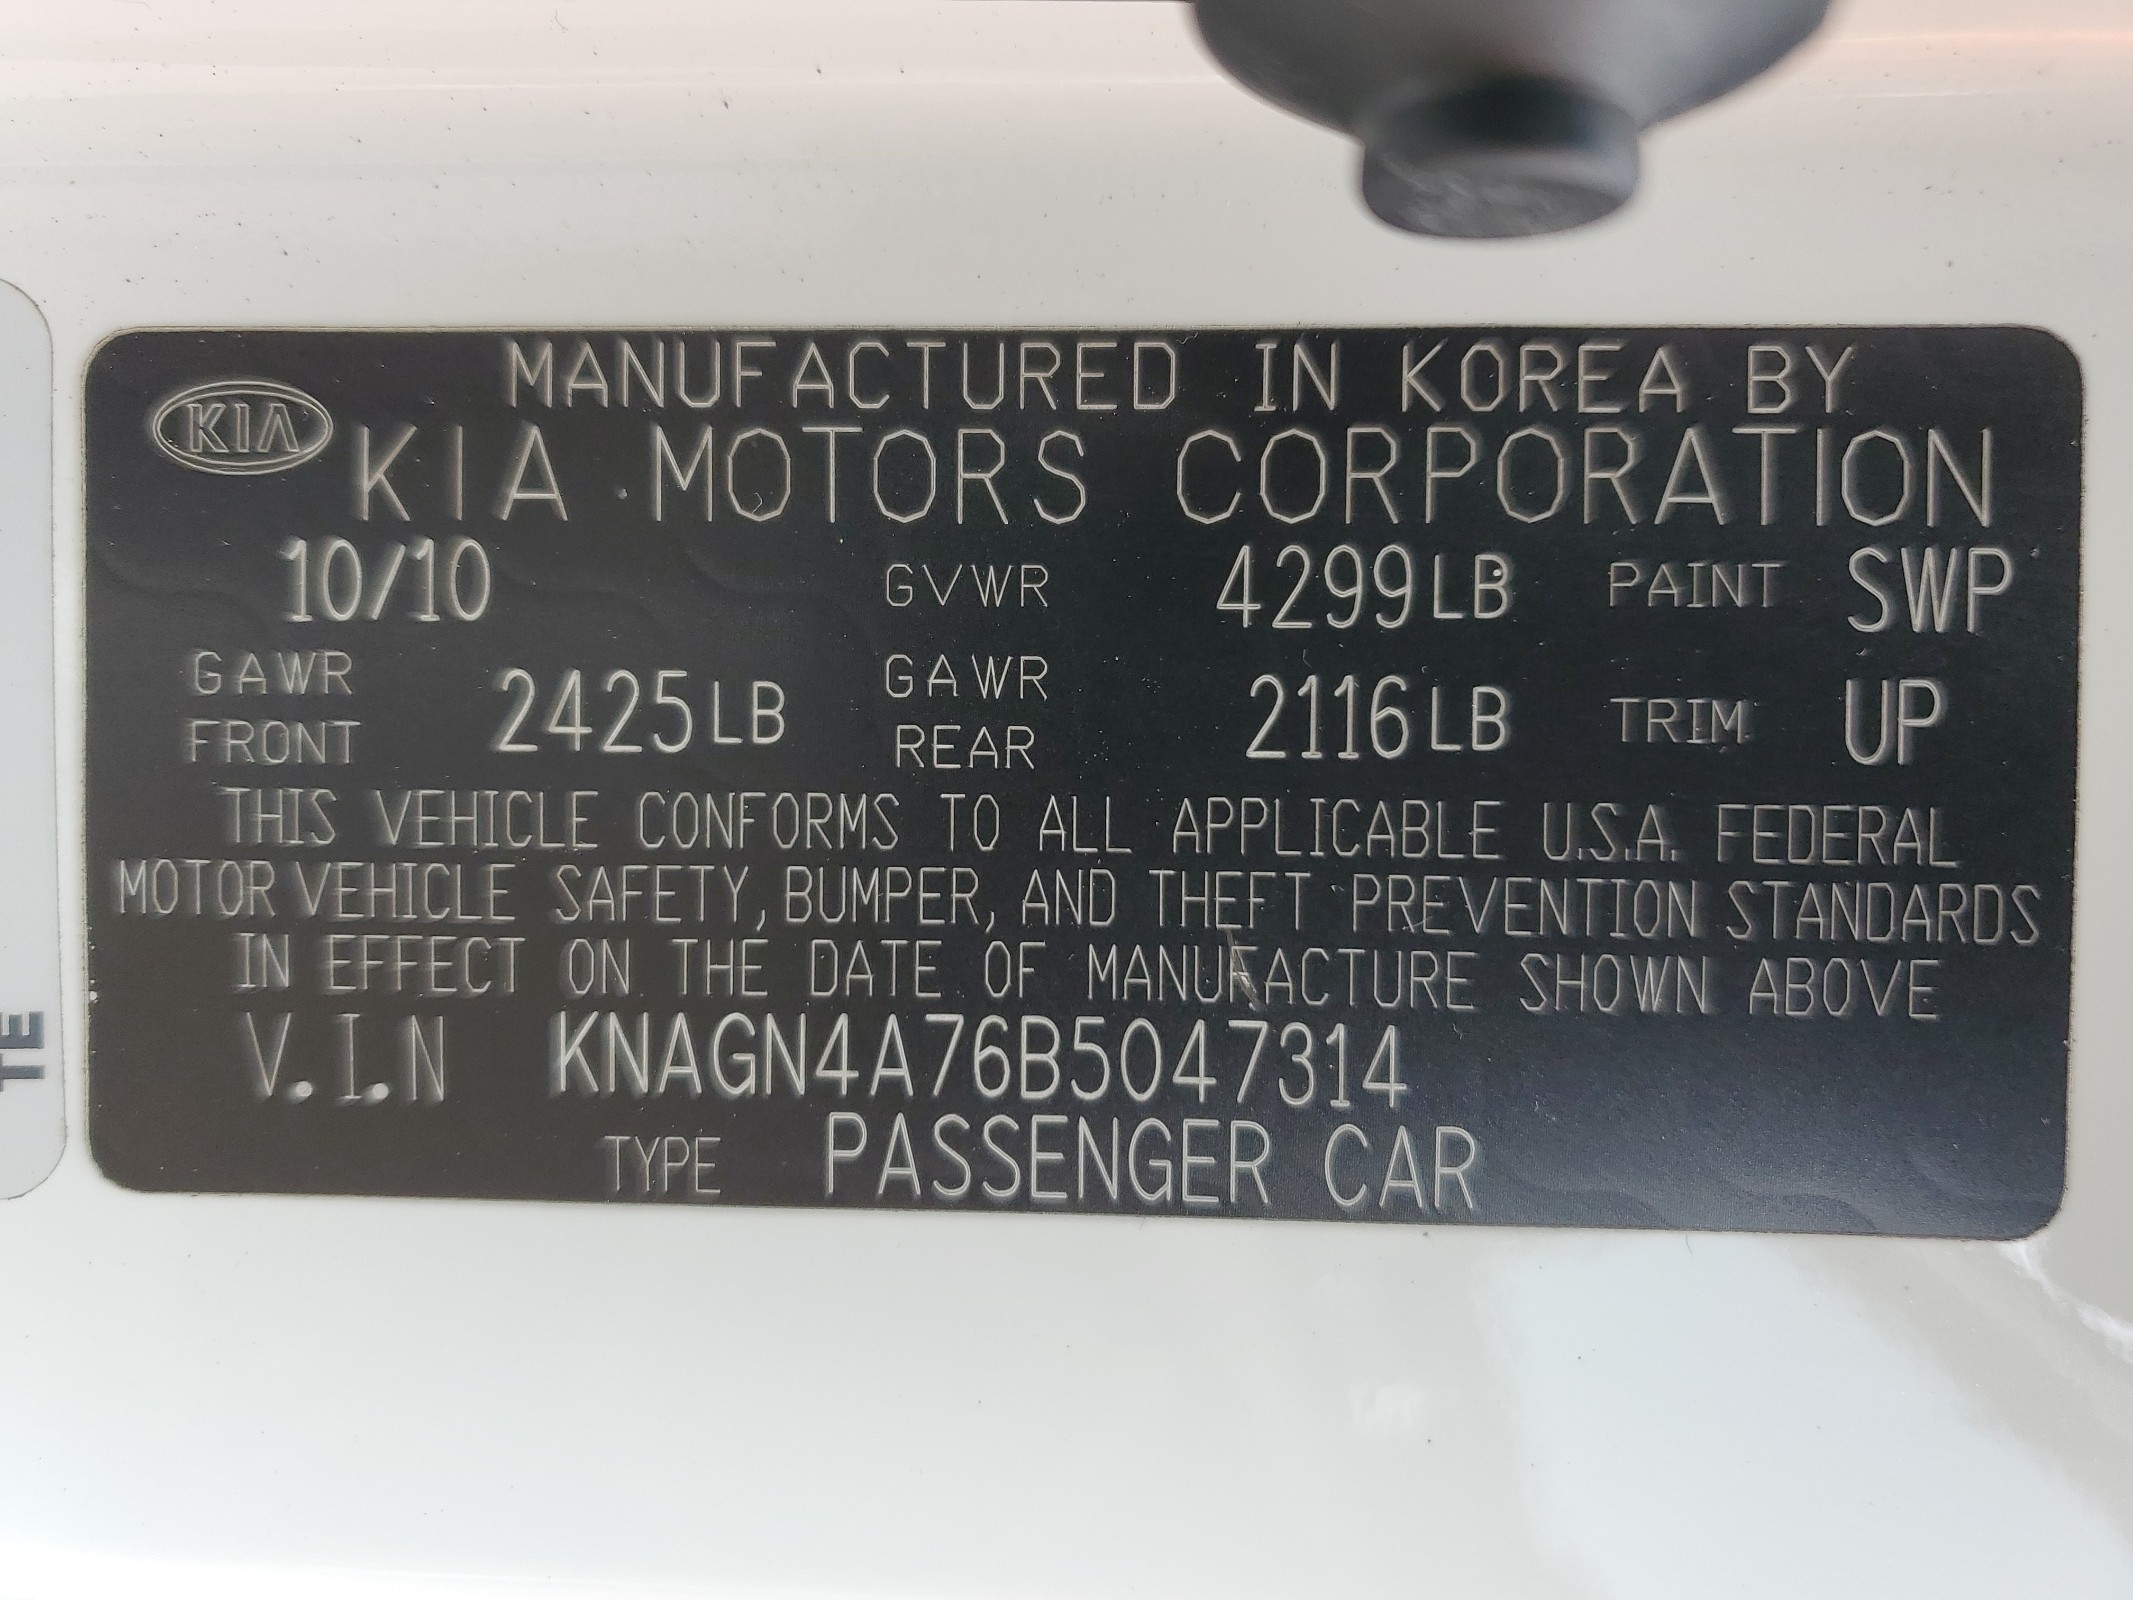 MANUFACTURED IN KOREA BY
KIA
KIA MOTORS CORPORATION
10/10 GVWR 4299LB PAINT SWP
GAWR FRONT 2425LB GAWR REAR 2116LB TRIM UP
THIS VEHICLE CONFORMS TO ALL APPLICABLE U.S.A. FEDERAL
MOTOR VEHICLE SAFETY, BUMPER, AND THEFT PREVENTION STANDARDS
IN EFFECT ON THE DATE OF MANUFACTURE SHOWN ABOVE
V.I.N KNAGN4A76B5047314
TYPE PASSENGER CAR
TE